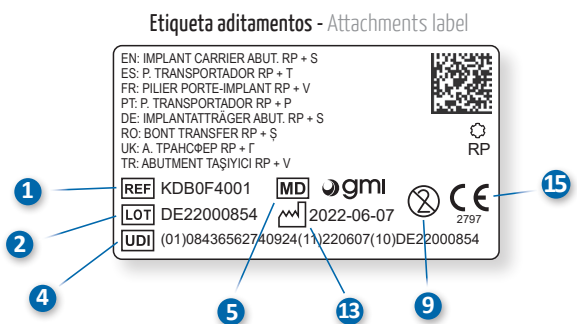 Etiqueta aditamentos - Attachments label
EN: IMPLANT CARRIER ABUT. RP + S
ES: P. TRANSPORTADOR RP + T
FR: PILIER PORTE-IMPLANT RP + V
PT: P. TRANSPORTADOR RP + P
DE: IMPLANTATTRÄGER ABUT. RP + S
RO: BONT TRANSFER RP + Ș
UK: А. ТРАНСФЕР RP + Г
TR: ABUTMENT TAŞIYICI RP + V
RP
1 REF KDB0F4001 MD gmi 15
2 LOT DE22000854 2022-06-07 2 CE 2797
UDI (01)08436562740924(11)220607(10)DE22000854
4 5 13 9